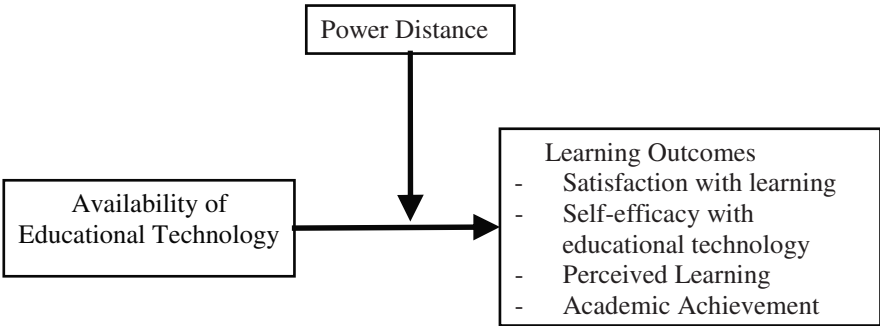 Power Distance
Availability of
Educational Technology
Learning Outcomes
- Satisfaction with learning
- Self-efficacy with
educational technology
- Perceived Learning
- Academic Achievement